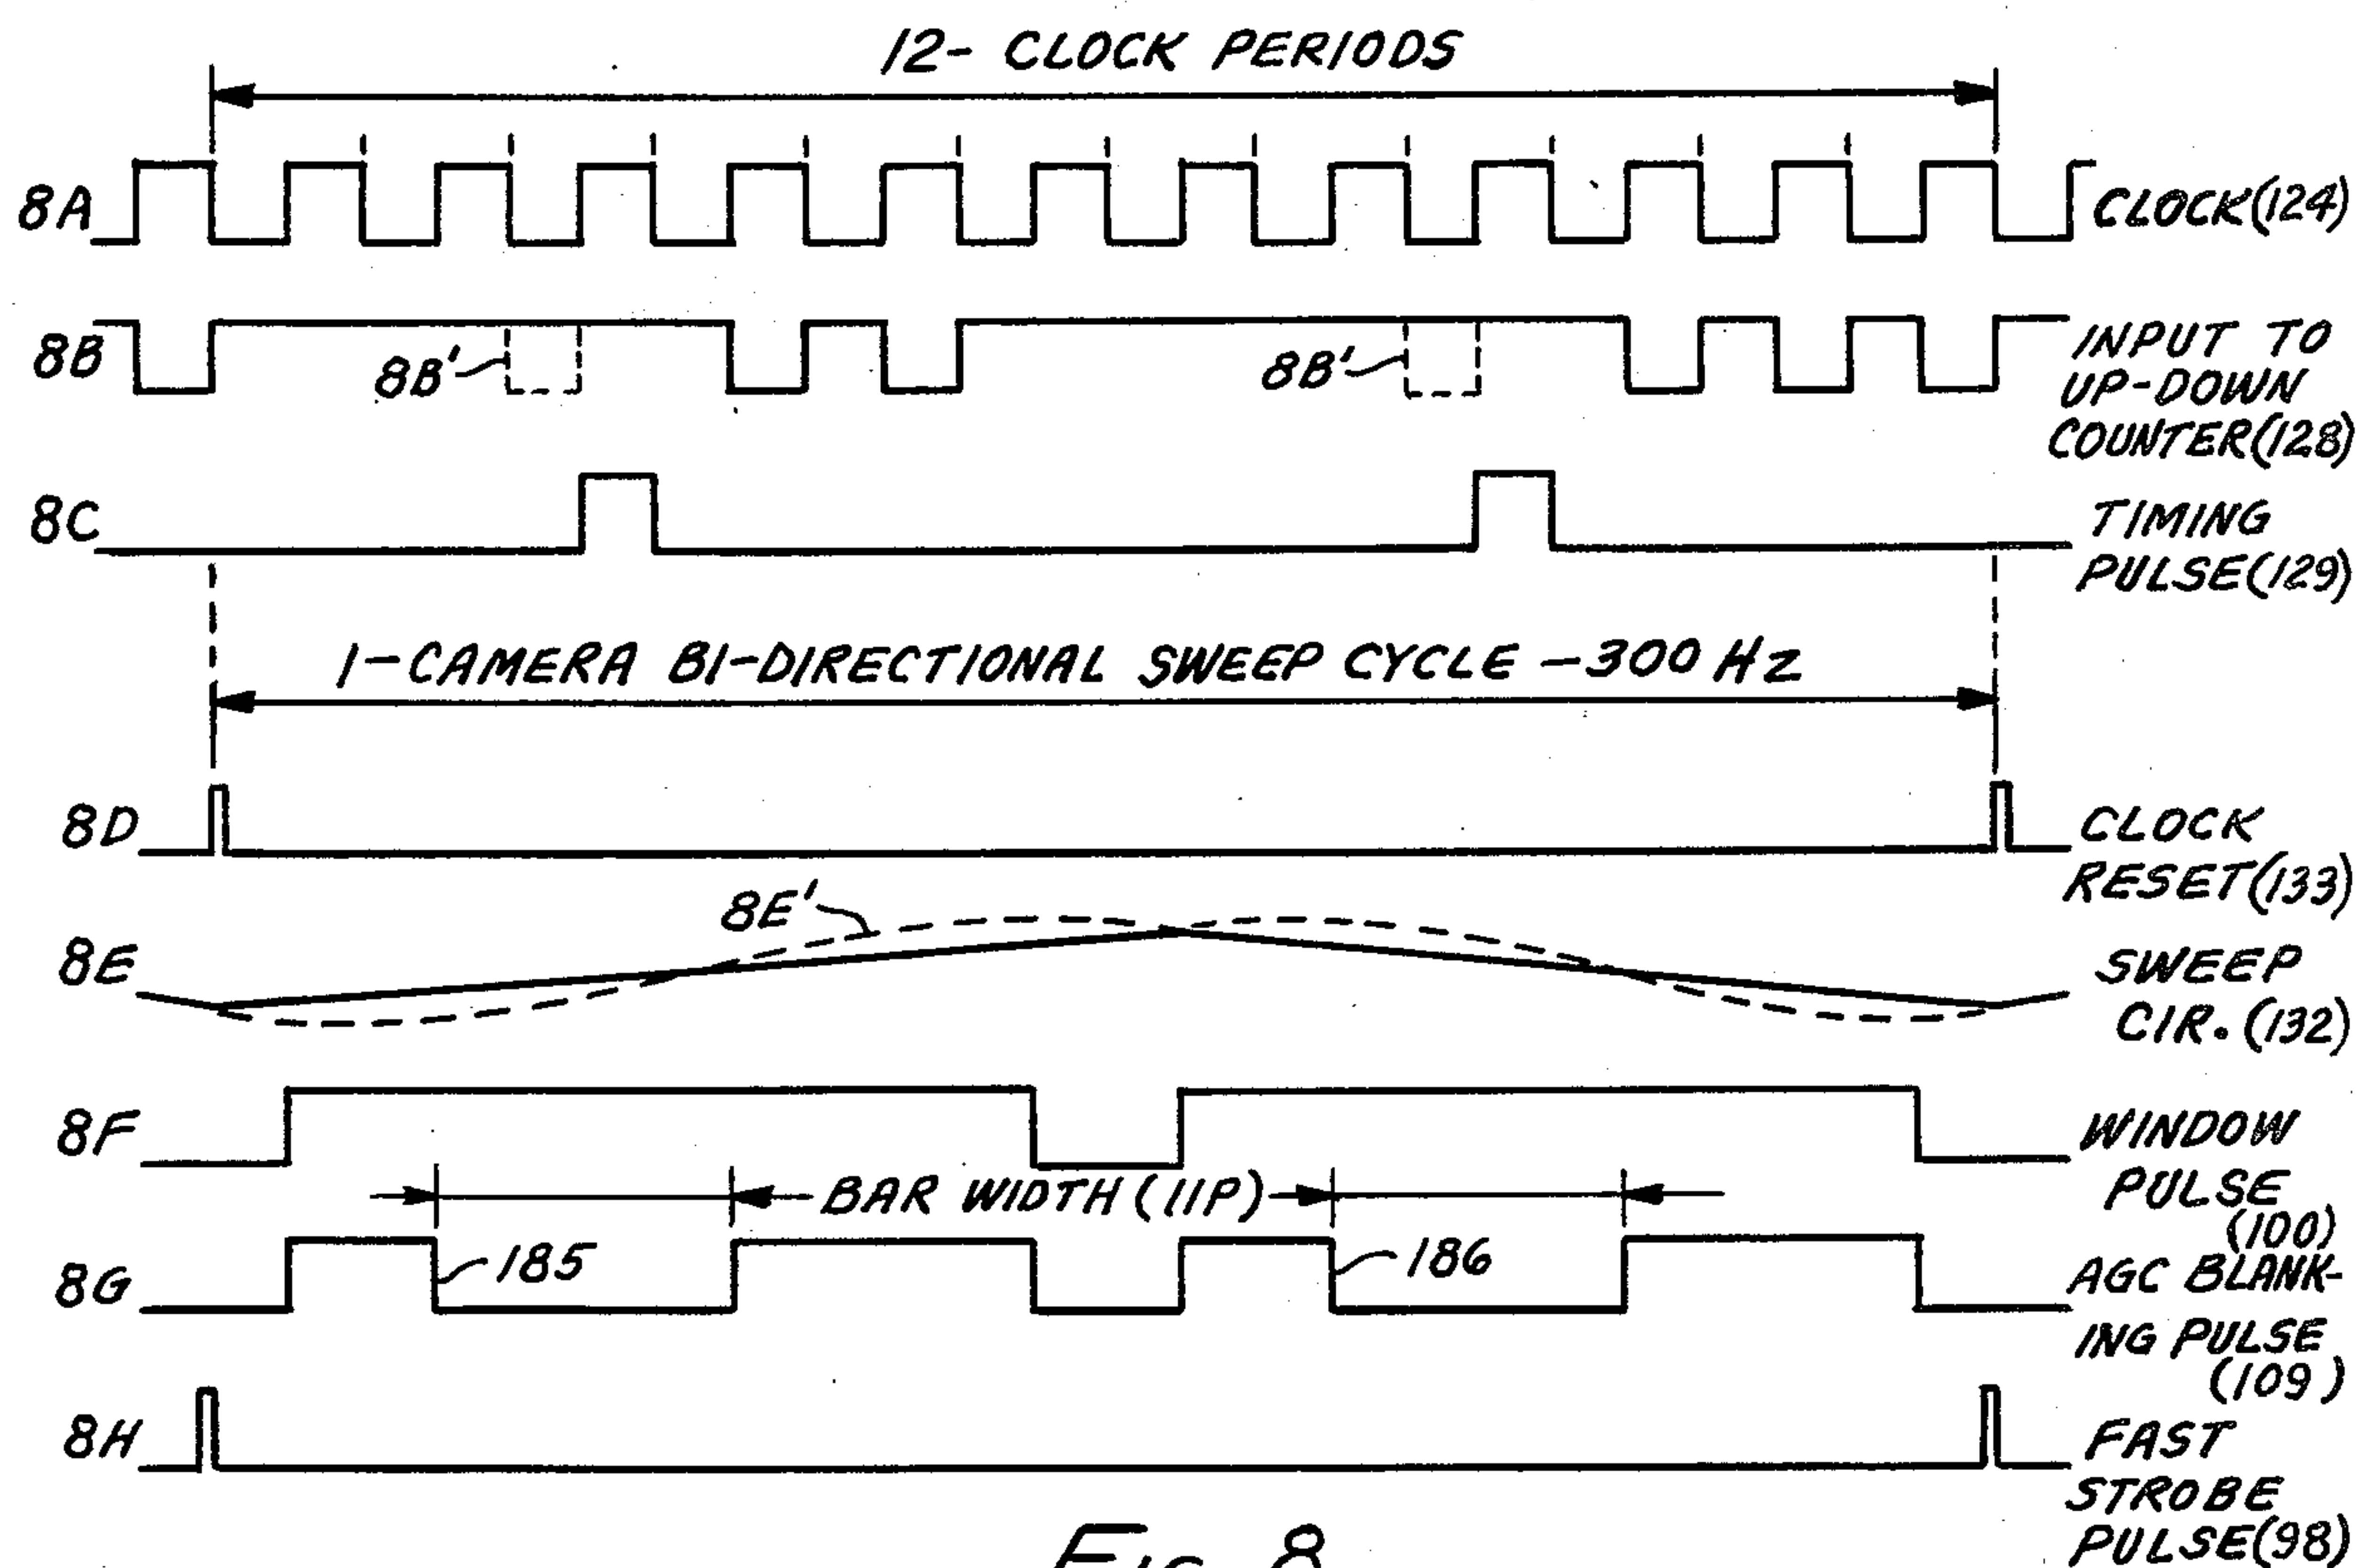 12- CLOCK PERIODS
8A
CLOCK(124)
8B
8B'
8B'
INPUT TO
UP-DOWN
COUNTER(128)
8C
TIMING
PULSE(129)
1-CAMERA BI-DIRECTIONAL SWEEP CYCLE -300 Hz
8D
CLOCK
RESET(133)
8E'
8E
SWEEP
CIR. (132)
8F
WINDOW
PULSE
(100)
BAR WIDTH (11P)
8G
185
186
AGC BLANK-
ING PULSE
(109)
8H
FAST
STROBE
PULSE(98)
FIG. 8